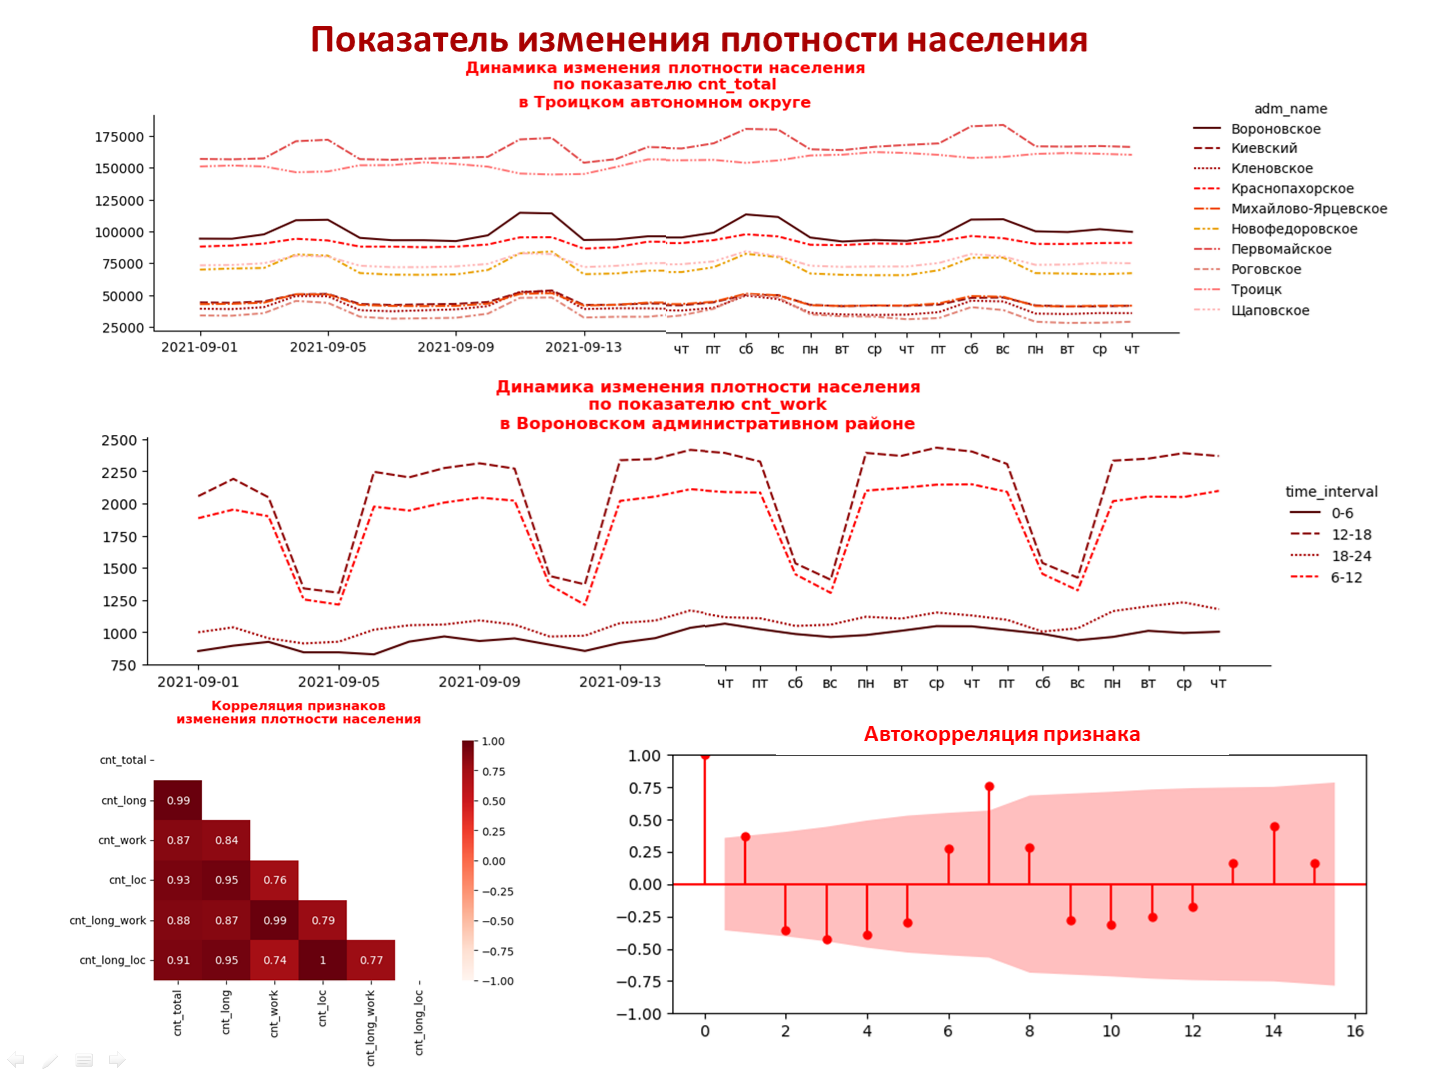 Показатель изменения плотности населения
Динамика изменения плотности населения
по показателю cnt_total
в Троицком автономном округе
175000
150000
125000
100000
75000
50000
25000
2021-09-01 2021-09-05 2021-09-09 2021-09-13 чт пт сб вс пн вт ср чт пт сб вс пн вт ср чт
adm_name
Вороновское
Киевский
Кленовское
Краснопахорское
Михайлово-Ярцевское
Новофедоровское
Первомайское
Роговское
Троицк
Щаповское
Динамика изменения плотности населения
по показателю cnt_work
в Вороновском административном районе
2500
2250
2000
1750
1500
1250
1000
750
2021-09-01 2021-09-05 2021-09-09 2021-09-13 чт пт сб вс пн вт ср чт пт сб вс пн вт ср чт
time_interval
0-6
12-18
18-24
6-12
Корреляция признаков
изменения плотности населения
cnt_total
cnt_long 0.99
cnt_work 0.87 0.84
cnt_loc 0.93 0.95 0.76
cnt_long_work 0.88 0.87 0.99 0.79
cnt_long_loc 0.91 0.95 0.74 1 0.77
cnt_total cnt_long cnt_work cnt_loc cnt_long_work cnt_long_loc
1.00
0.75
0.50
0.25
0.00
−0.25
−0.50
−0.75
−1.00
Автокорреляция признака
1.00
0.75
0.50
0.25
0.00
−0.25
−0.50
−0.75
−1.00
0 2 4 6 8 10 12 14 16